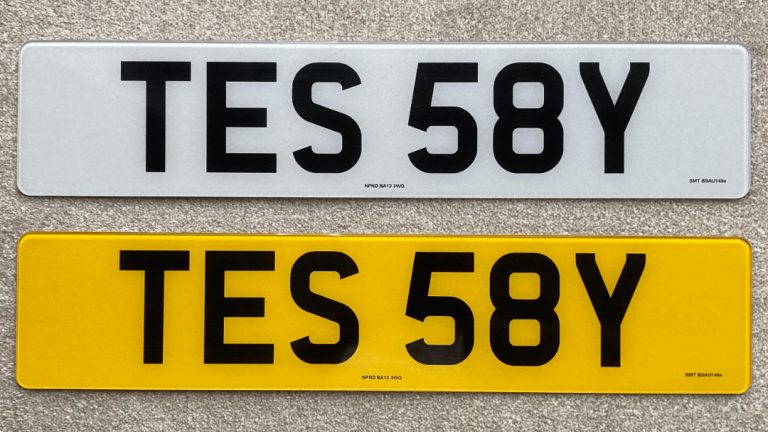 TES 58Y
NPND BA13 3WQ
SMT BSAU145e
TES 58Y
NPND BA13 3WQ
SMT BSAU145e